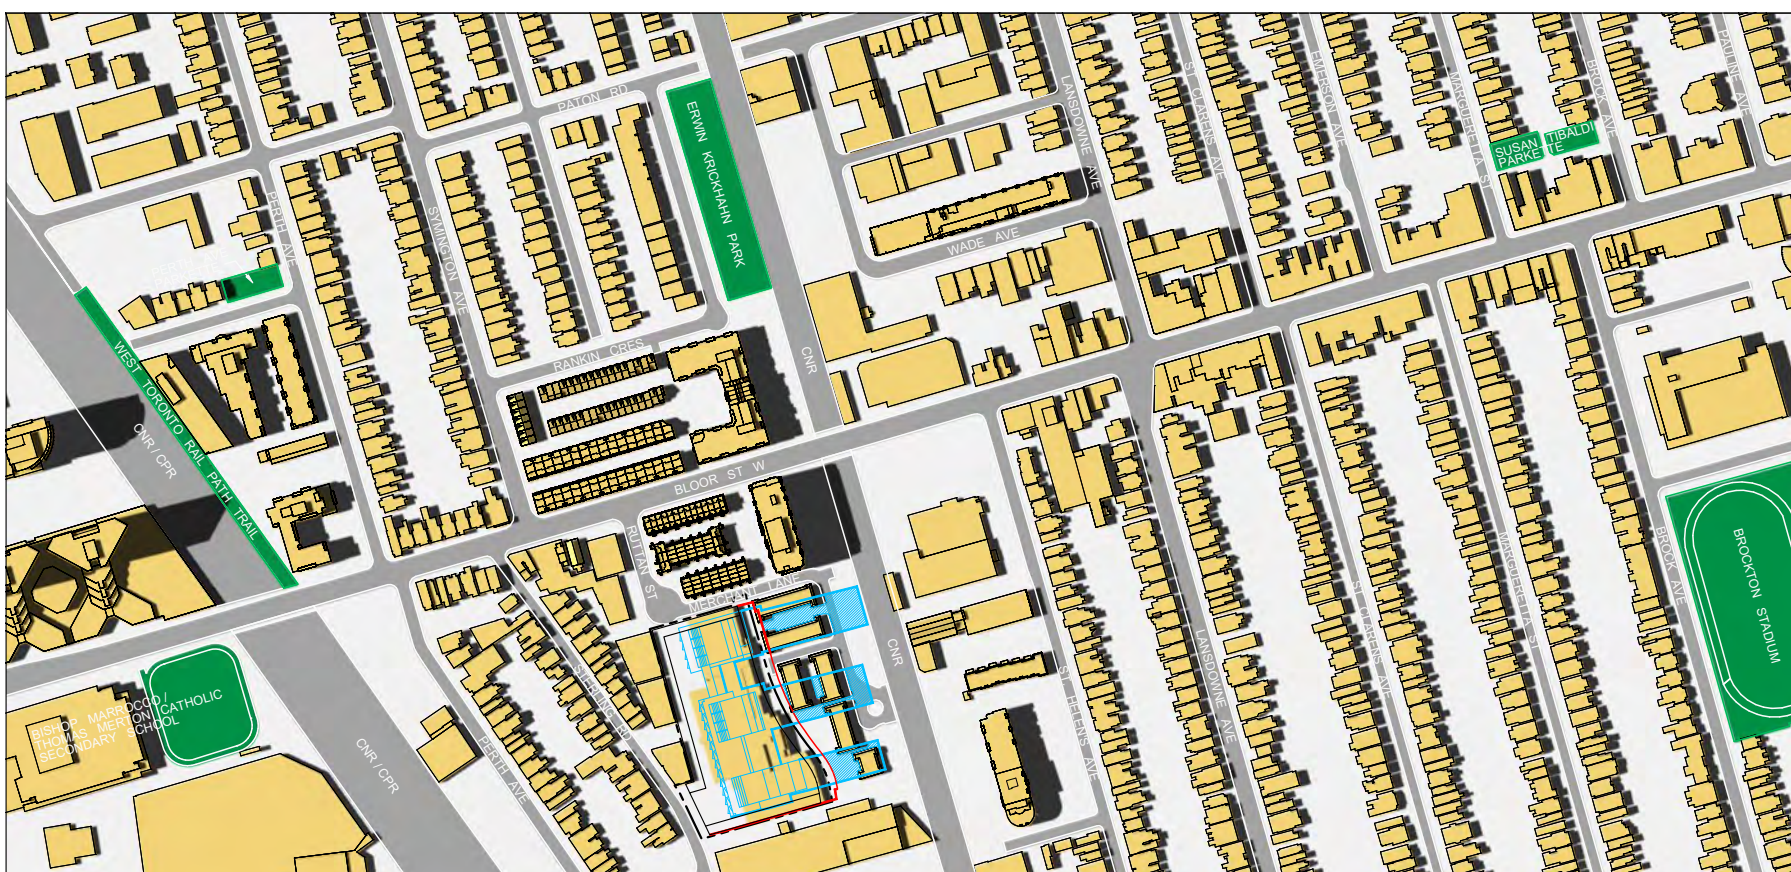 PATON RD
ERWIN KRICKHAHN PARK
LANSDOWNE AVE
ST CLARENS AVE
EMERSON AVE
MARGUERETTA ST
BROCK AVE
PAULINE AVE
SUSAN TIBALDI
PARKETTE
PERTH AVE
SYMINGTON AVE
WADE AVE
RANKIN CRES
CNR
WEST TORONTO RAIL PATH TRAIL
CNR / CPR
BLOOR ST W
RUTTAN ST
MERCHANT LANE
STERLING RD
PERTH AVE
CNR
ST HELENS AVE
LANSDOWNE AVE
ST CLARENS AVE
MARGUERETTA ST
BROCK AVE
BROCKTON STADIUM
BISHOP MARROCCO /
THOMAS MERTON CATHOLIC
SECONDARY SCHOOL
CNR / CPR